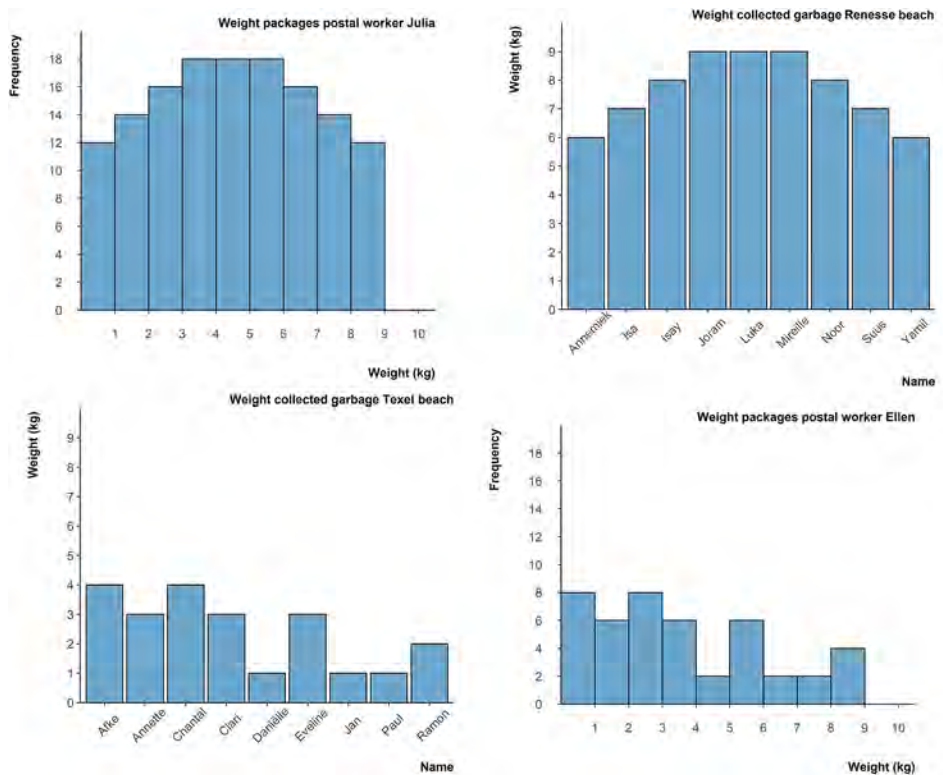 Weight packages postal worker Julia
Frequency
18
16
14
12
10
8
6
4
2
0
1 2 3 4 5 6 7 8 9 10
Weight (kg)
Weight collected garbage Renesse beach
Weight (kg)
9
8
7
6
5
4
3
2
1
0
Annemiek Isa Issy Joram Luka Mireille Noor Suus Yamil
Name
Weight collected garbage Texel beach
Weight (kg)
9
8
7
6
5
4
3
2
1
0
Afke Annette Chantal Clari Daniëlle Eveline Jan Paul Ramon
Name
Weight packages postal worker Ellen
Frequency
18
16
14
12
10
8
6
4
2
0
1 2 3 4 5 6 7 8 9 10
Weight (kg)